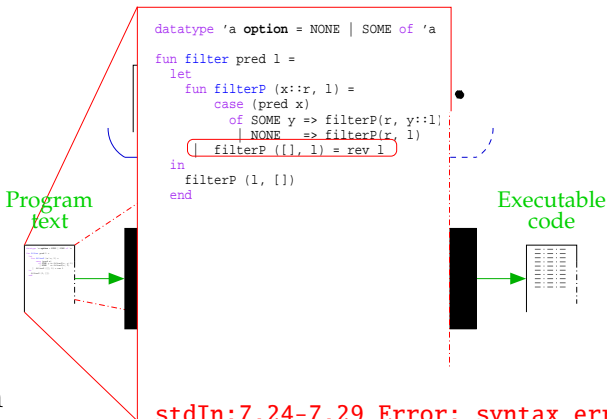 datatype 'a option = NONE | SOME of 'a
fun filter pred l =
let
fun filterP (x::r, l) =
case (pred x)
of SOME y => filterP(r, y::l)
| NONE => filterP(r, l)
| filterP ([], l) = rev l
in
filterP (l, [])
end
Program
text
Executable
code
stdIn:7.24-7.29 Error: syntax